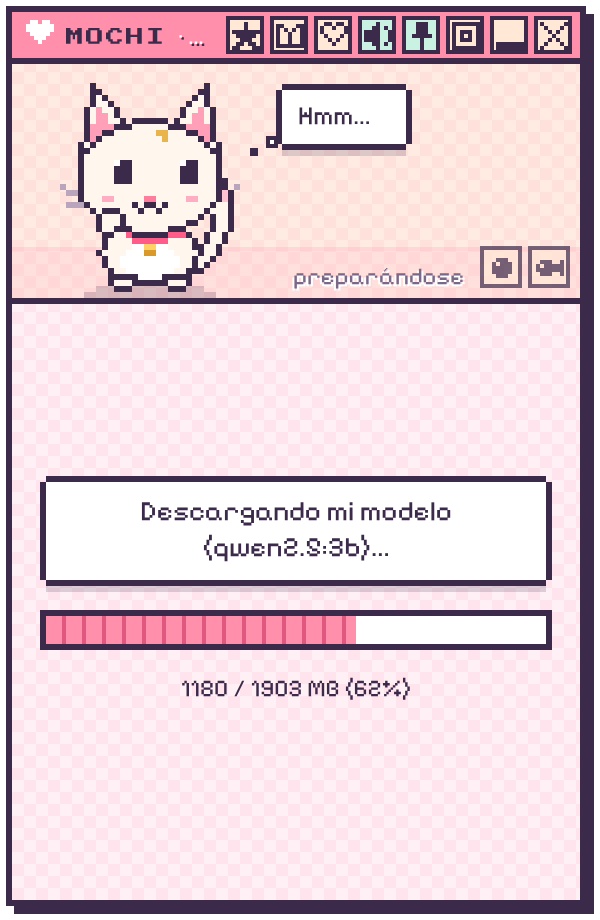 MOCHI ·…
Hmm...
preparándose
Descargando mi modelo
(qwen2.5:3b)...
1180 / 1903 MB (62%)